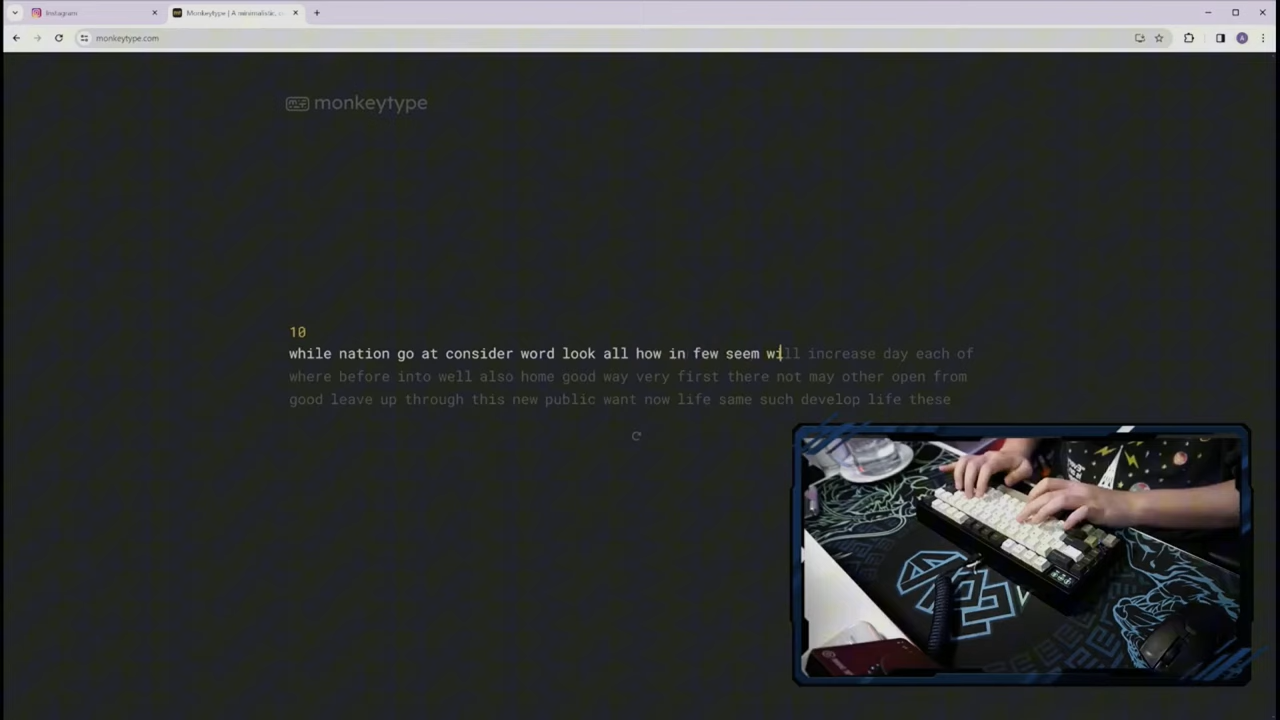 Instagram
Monkeytype | A minimalistic, c
monkeytype.com
A
monkeytype
10
while nation go at consider word look all how in few seem will increase day each of
where before into well also home good way very first there not may other open from
good leave up through this new public want now life same such develop life these